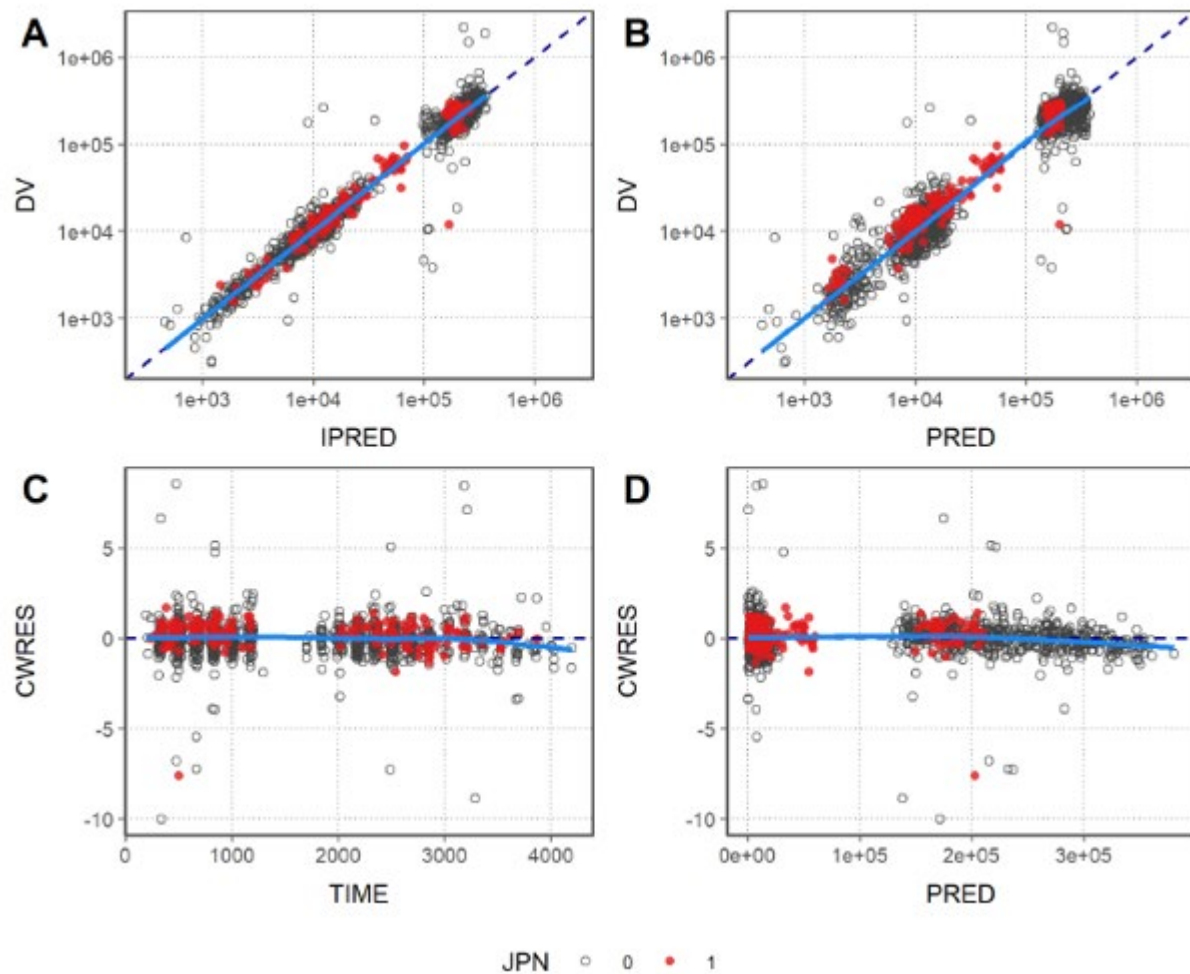 A
B
1e+06
1e+05
1e+04
1e+03
DV
1e+03 1e+04 1e+05 1e+06
IPRED
1e+06
1e+05
1e+04
1e+03
DV
1e+03 1e+04 1e+05 1e+06
PRED
C
D
5
0
-5
-10
CWRES
0 1000 2000 3000 4000
TIME
5
0
-5
-10
CWRES
0e+00 1e+05 2e+05 3e+05
PRED
JPN 0 1